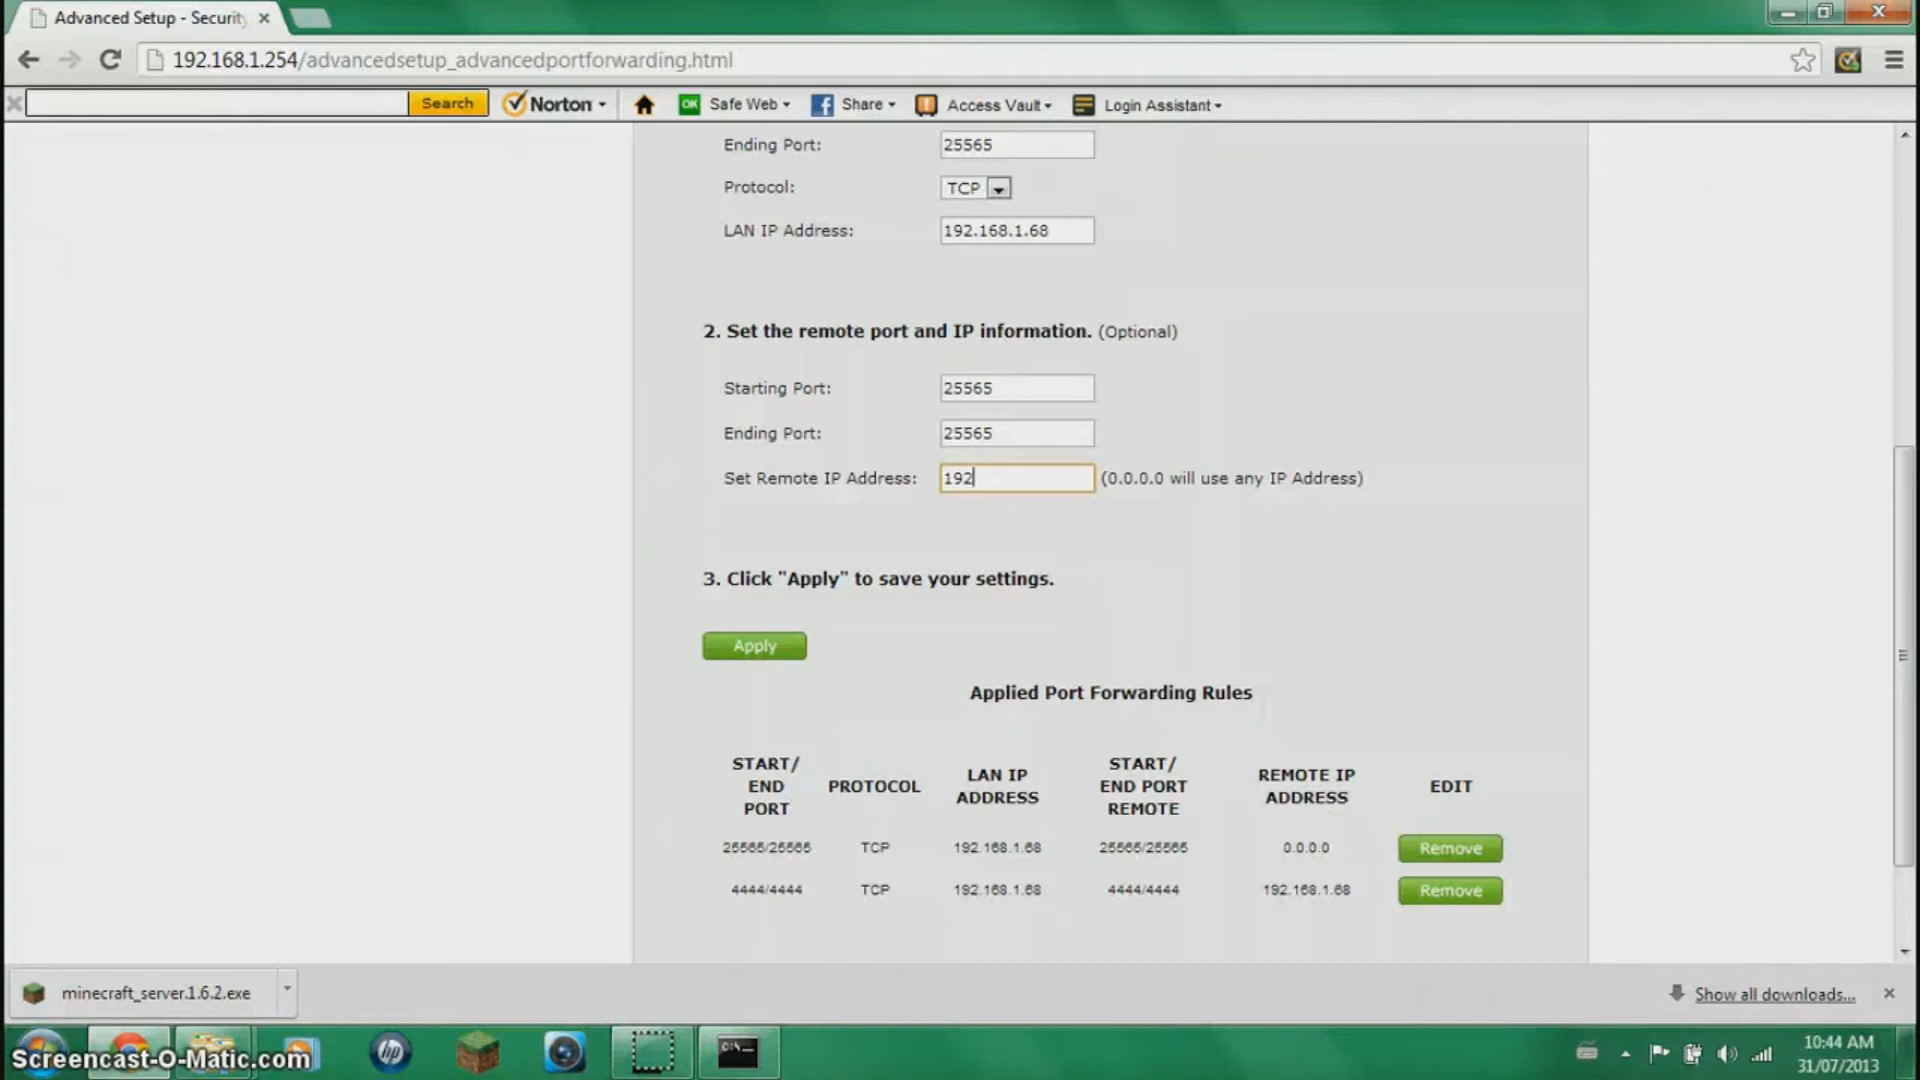 Advanced Setup - Security
192.168.1.254/advancedsetup_advancedportforwarding.html
Search Norton Safe Web Share Access Vault Login Assistant
OK
Ending Port: 25565
Protocol: TCP
LAN IP Address: 192.168.1.68
2. Set the remote port and IP information. (Optional)
Starting Port: 25565
Ending Port: 25565
Set Remote IP Address: 192 (0.0.0.0 will use any IP Address)
3. Click "Apply" to save your settings.
Apply
Applied Port Forwarding Rules
START/ END PORT PROTOCOL LAN IP ADDRESS START/ END PORT REMOTE REMOTE IP ADDRESS EDIT
25565/25565 TCP 192.168.1.68 25565/25565 0.0.0.0 Remove
4444/4444 TCP 192.168.1.68 4444/4444 192.168.1.68 Remove
minecraft_server.1.6.2.exe Show all downloads...
hp
C:\
Screencast-O-Matic.com
10:44 AM
31/07/2013